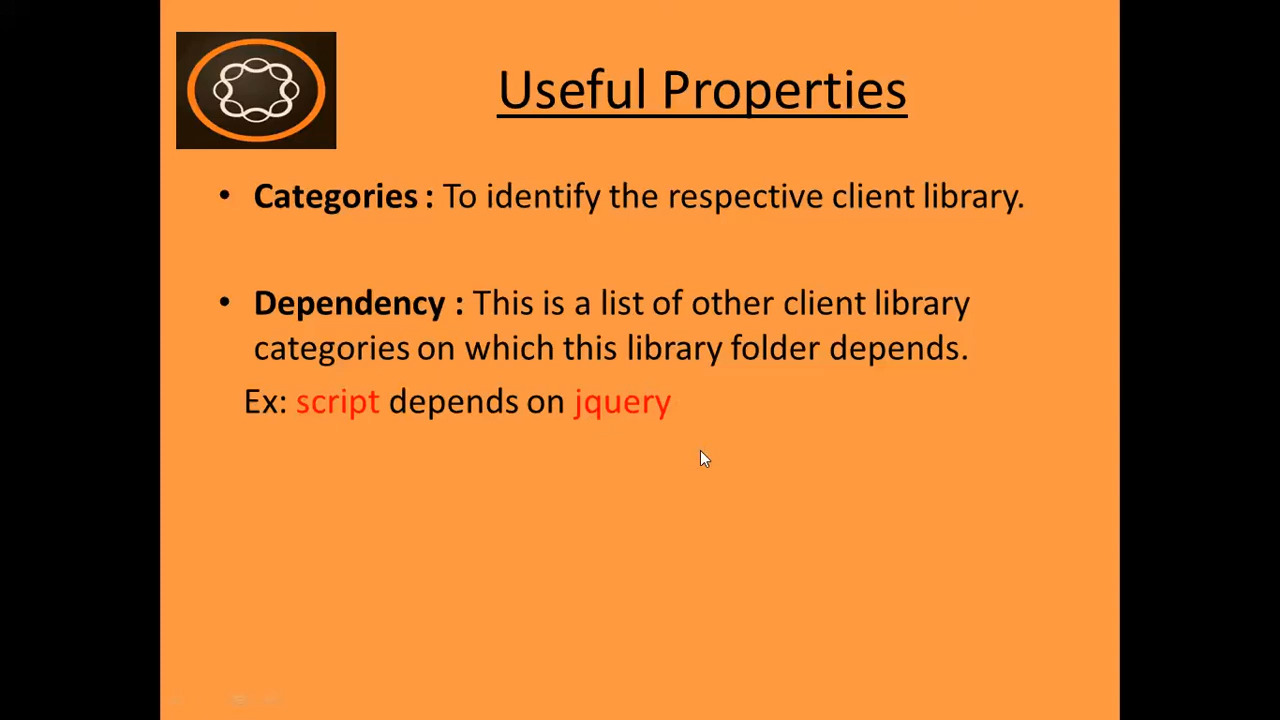 Useful Properties
• Categories : To identify the respective client library.
• Dependency : This is a list of other client library
categories on which this library folder depends.
Ex: script depends on jquery